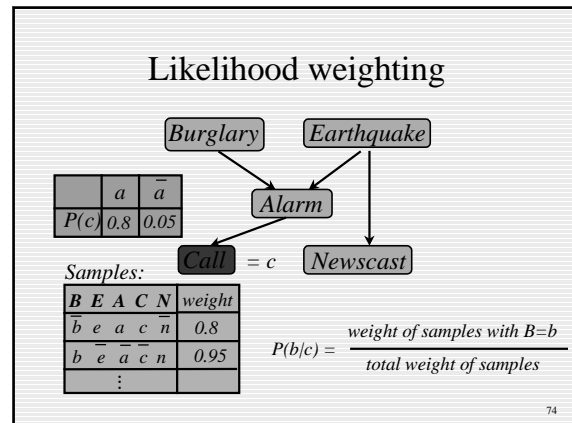 Likelihood weighting
Burglary Earthquake
a a̅
P(c) 0.8 0.05
Alarm
Call = c Newscast
Samples:
B E A C N weight
b̅ e a c n̅ 0.8
b e̅ a̅ c̅ n 0.95
⋮
P(b|c) = weight of samples with B=b
total weight of samples
74